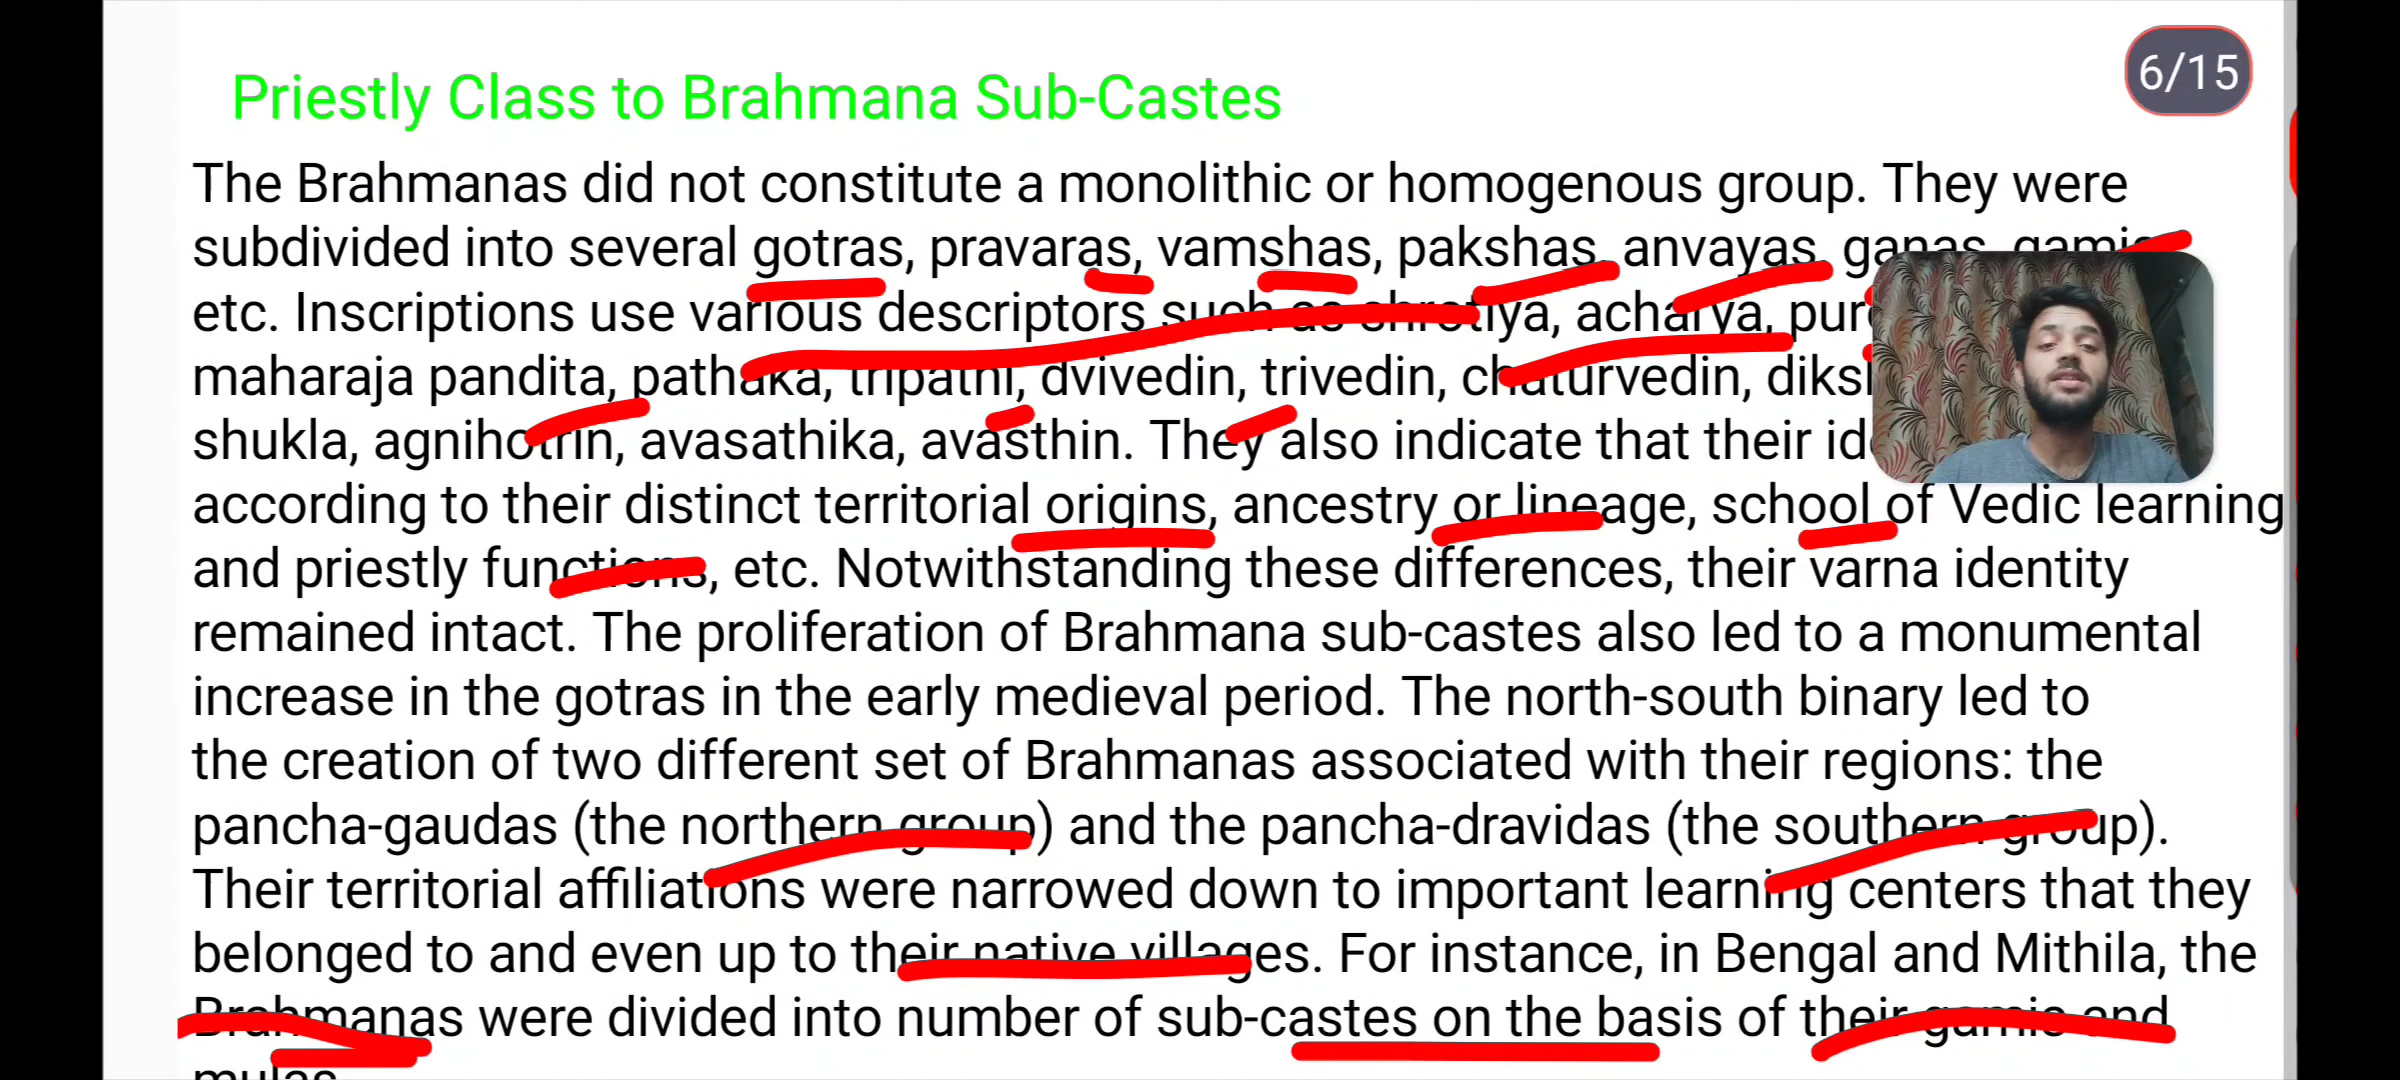 Priestly Class to Brahmana Sub-Castes
6/15
The Brahmanas did not constitute a monolithic or homogenous group. They were
subdivided into several gotras, pravaras, vamshas, pakshas, anvayas, ganas, gamis
etc. Inscriptions use various descriptors such as shrotiya, acharya,
maharaja pandita, pathaka, tripathi, dvivedin, trivedin, chaturvedin,
shukla, agnihotrin, avasathika, avasthin. They also indicate that their
according to their distinct territorial origins, ancestry or lineage, school of Vedic learning
and priestly functions, etc. Notwithstanding these differences, their varna identity
remained intact. The proliferation of Brahmana sub-castes also led to a monumental
increase in the gotras in the early medieval period. The north-south binary led to
the creation of two different set of Brahmanas associated with their regions: the
pancha-gaudas (the northern group) and the pancha-dravidas (the southern group).
Their territorial affiliations were narrowed down to important learning centers that they
belonged to and even up to their native villages. For instance, in Bengal and Mithila, the
Brahmanas were divided into number of sub-castes on the basis of their gamis and
mulas